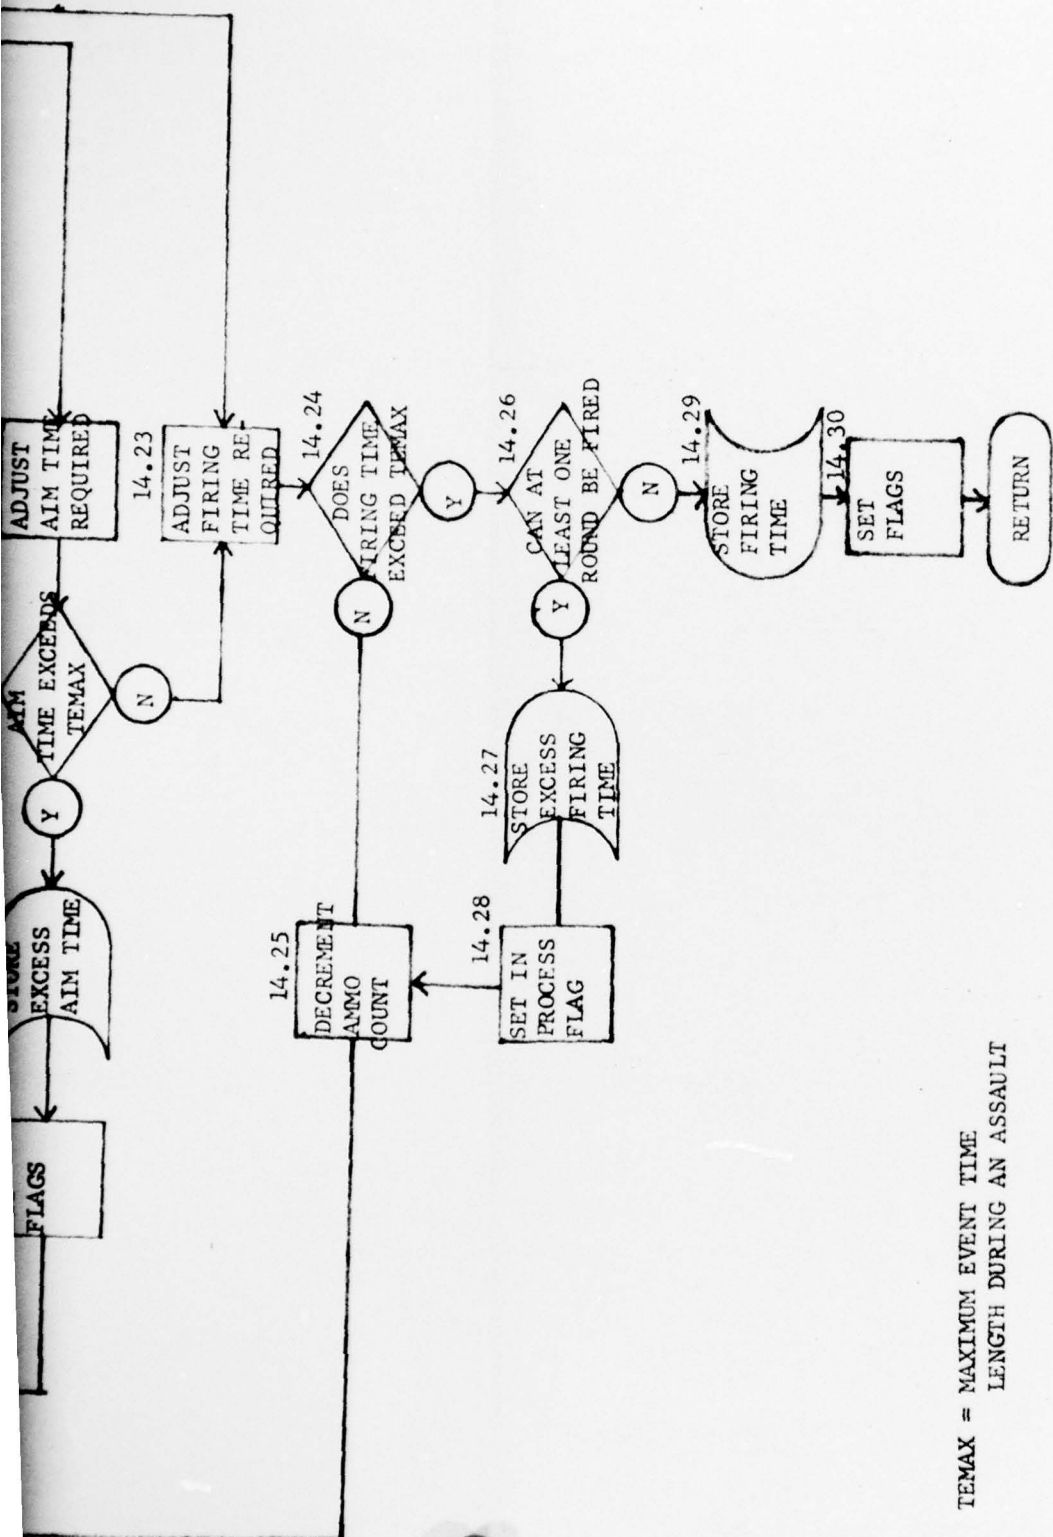 ADJUST
AIM TIME
REQUIRED
AIM
TIME EXCEEDS
TEMAX
N
Y
STORE
EXCESS
AIM TIME
FLAGS
14.23
ADJUST
FIRING
TIME RE-
QUIRED
14.24
DOES
FIRING TIME
EXCEED TEMAX
Y
N
14.25
DECREMENT
AMMO
COUNT
14.26
CAN AT
LEAST ONE
ROUND BE FIRED
N
Y
14.27
STORE
EXCESS
FIRING
TIME
14.28
SET IN
PROCESS
FLAG
14.29
STORE
FIRING
TIME
14.30
SET
FLAGS
RETURN
TEMAX = MAXIMUM EVENT TIME
LENGTH DURING AN ASSAULT